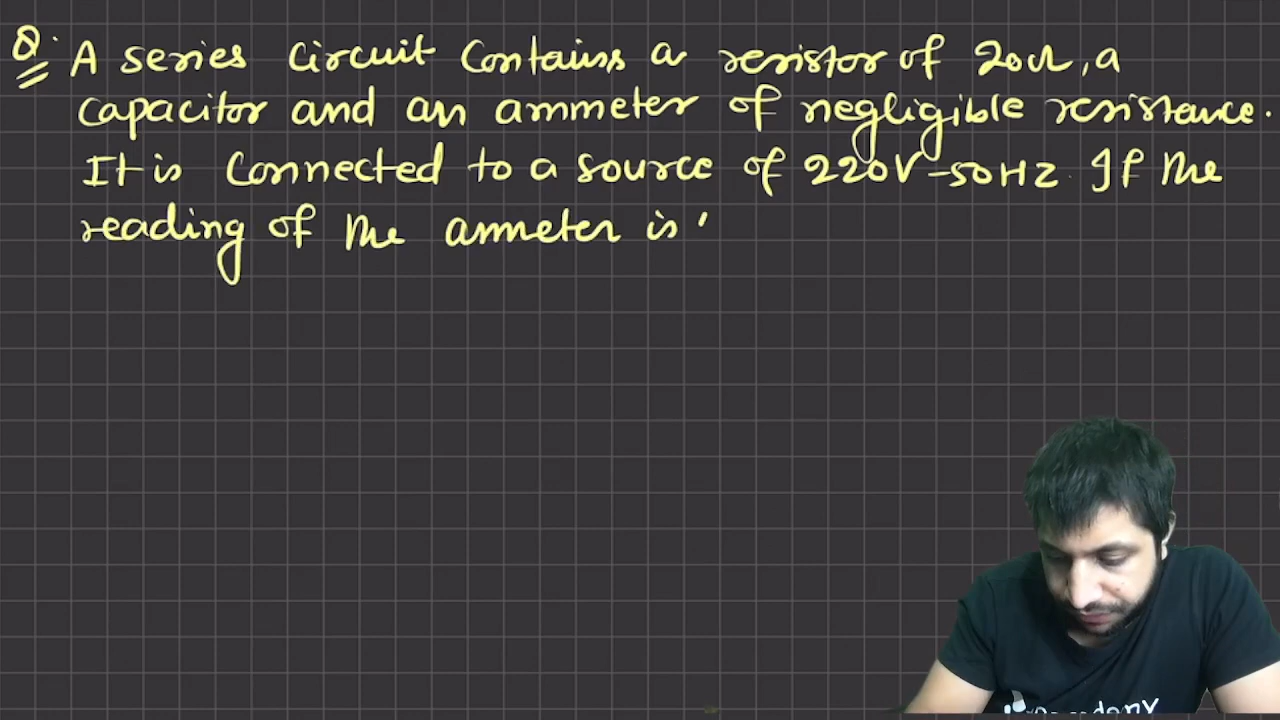 Q. A series Circuit Contains a resistor of 20Ω, a
capacitor and an ammeter of negligible resistance.
It is Connected to a source of 220V-50Hz. If the
reading of the ammeter is